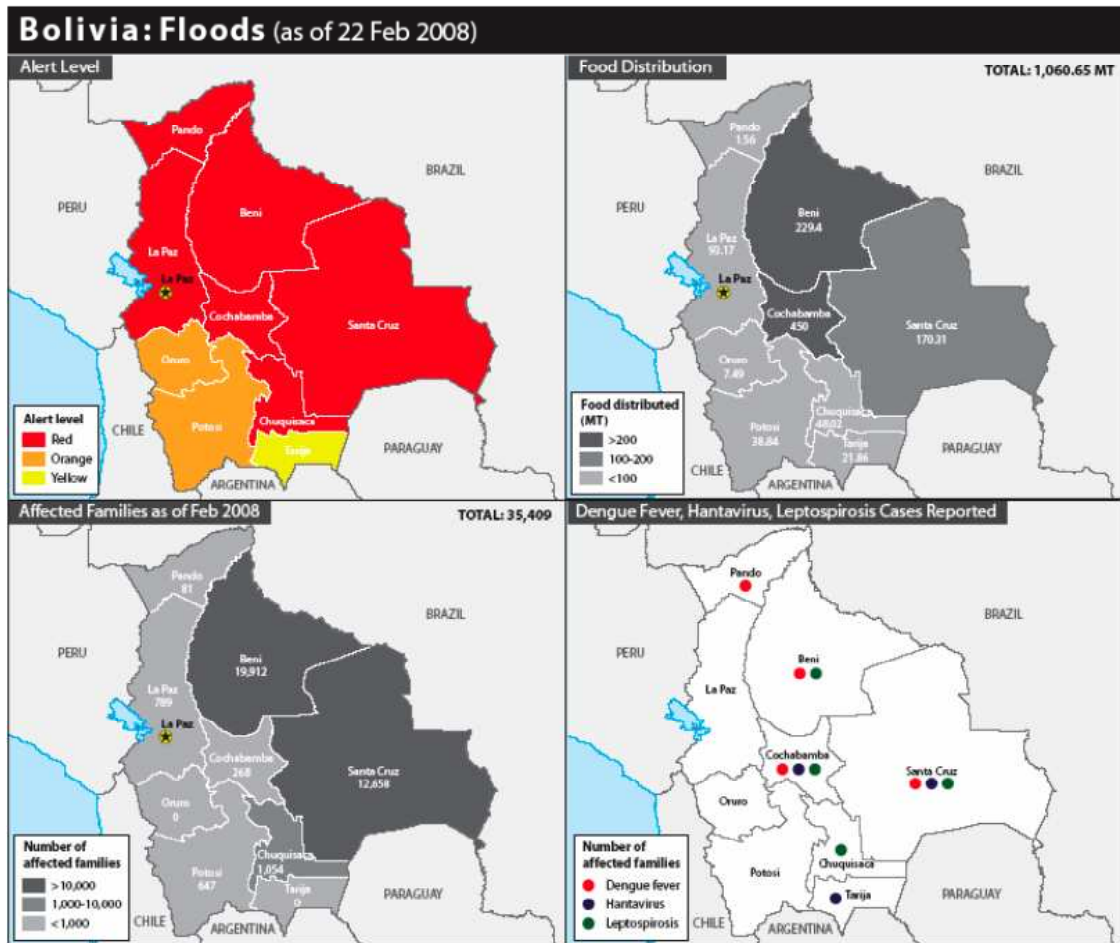 Bolivia: Floods (as of 22 Feb 2008)
Alert Level
Pando
BRAZIL
PERU
Beni
La Paz
La Paz
Cochabamba
Santa Cruz
Oruro
Alert level
Red
Orange
Yellow
CHILE
Potosi
Chuquisaca
Tarija
PARAGUAY
ARGENTINA
Food Distribution
TOTAL: 1,060.65 MT
Pando
1.56
BRAZIL
PERU
Beni
229.4
La Paz
93.17
La Paz
Cochabamba
450
Santa Cruz
170.31
Oruro
7.49
Food distributed
(MT)
>200
100-200
<100
Potosi
38.84
Chuquisaca
48.02
Tarija
21.86
CHILE
PARAGUAY
ARGENTINA
Affected Families as of Feb 2008
TOTAL: 35,409
Pando
81
BRAZIL
PERU
Beni
19,912
La Paz
789
La Paz
Cochabamba
268
Santa Cruz
12,658
Oruro
0
Number of
affected families
>10,000
1,000-10,000
<1,000
Potosi
647
Chuquisaca
1,054
Tarija
0
CHILE
PARAGUAY
ARGENTINA
Dengue Fever, Hantavirus, Leptospirosis Cases Reported
Pando
BRAZIL
PERU
Beni
La Paz
Cochabamba
Santa Cruz
Oruro
Number of
affected families
Dengue fever
Hantavirus
Leptospirosis
Potosi
Chuquisaca
Tarija
CHILE
PARAGUAY
ARGENTINA